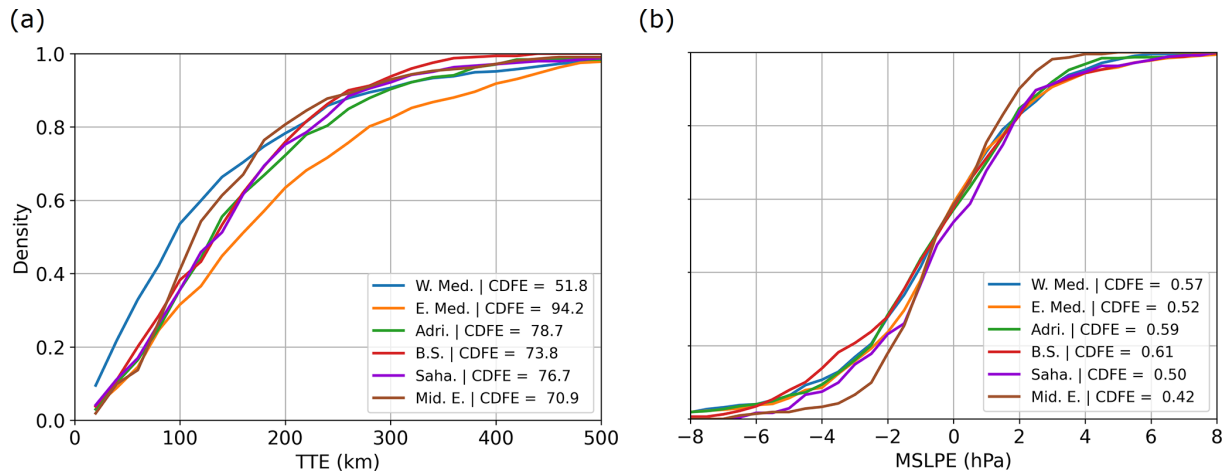 (a)
1.0
0.8
0.6
0.4
0.2
0.0
Density
0
100
200
300
400
500
TTE (km)
W. Med. | CDFE = 51.8
E. Med. | CDFE = 94.2
Adri. | CDFE = 78.7
B.S. | CDFE = 73.8
Saha. | CDFE = 76.7
Mid. E. | CDFE = 70.9
(b)
−8
−6
−4
−2
0
2
4
6
8
MSLPE (hPa)
W. Med. | CDFE = 0.57
E. Med. | CDFE = 0.52
Adri. | CDFE = 0.59
B.S. | CDFE = 0.61
Saha. | CDFE = 0.50
Mid. E. | CDFE = 0.42